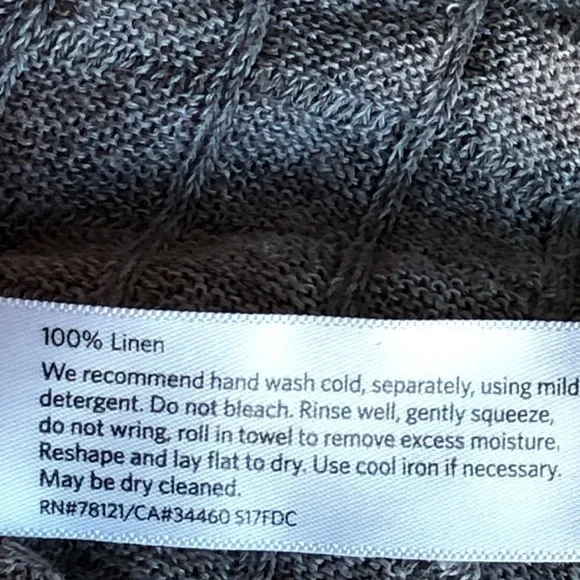 100% Linen
We recommend hand wash cold, separately, using mild
detergent. Do not bleach. Rinse well, gently squeeze,
do not wring, roll in towel to remove excess moisture.
Reshape and lay flat to dry. Use cool iron if necessary.
May be dry cleaned.
RN#78121/CA#34460 S17FDC